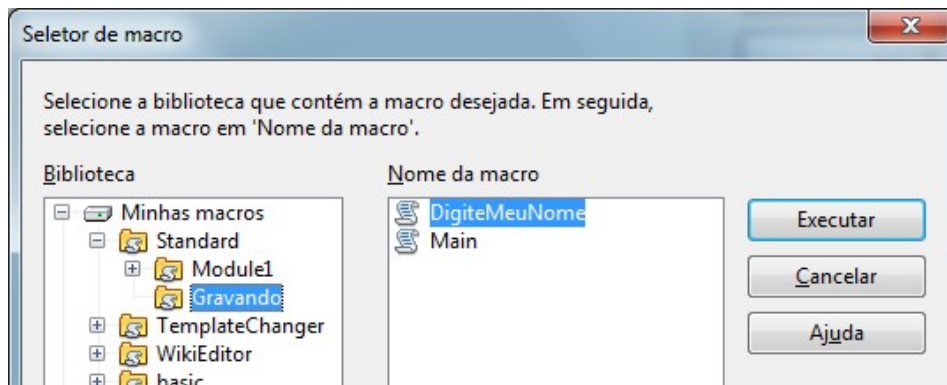 Seletor de macro
Selecione a biblioteca que contém a macro desejada. Em seguida,
selecione a macro em 'Nome da macro'.
Biblioteca
Nome da macro
Minhas macros
Standard
Module1
Gravando
TemplateChanger
WikiEditor
basic
DigiteMeuNome
Main
Executar
Cancelar
Ajuda